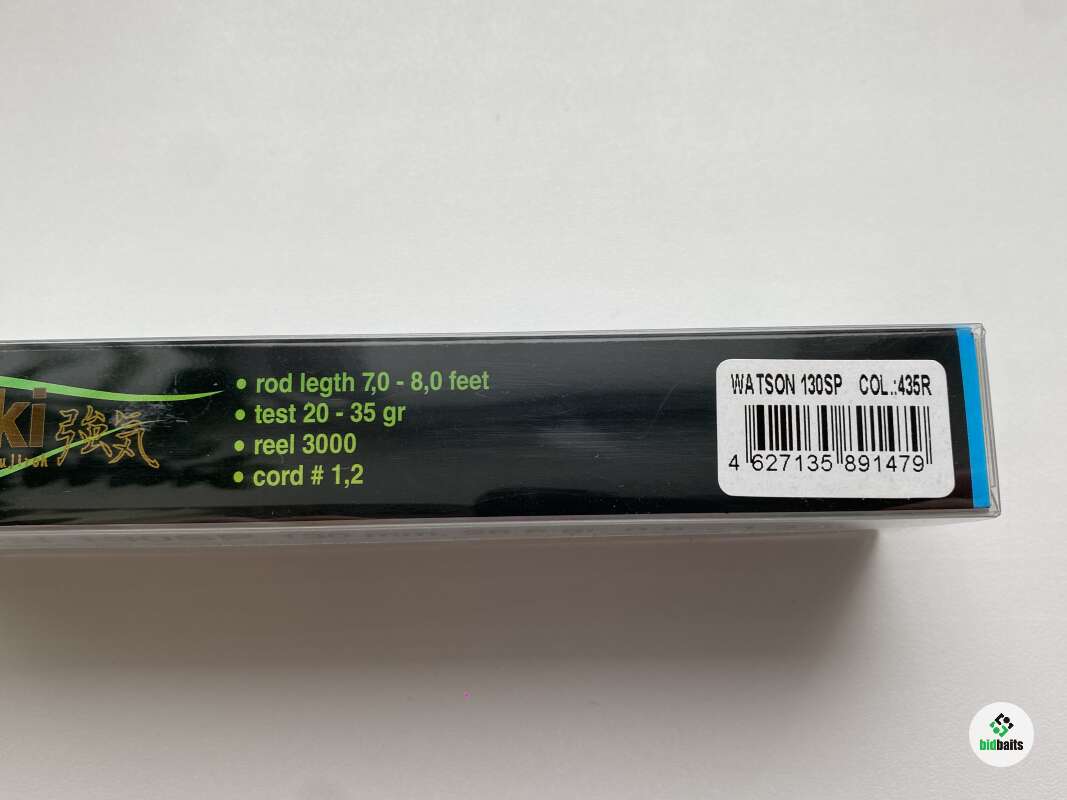 ki 強気
• rod legth 7,0 - 8,0 feet
• test 20 - 35 gr
• reel 3000
• cord # 1,2
WATSON 130SP COL.:435R
4 627135 891479
bidbaits